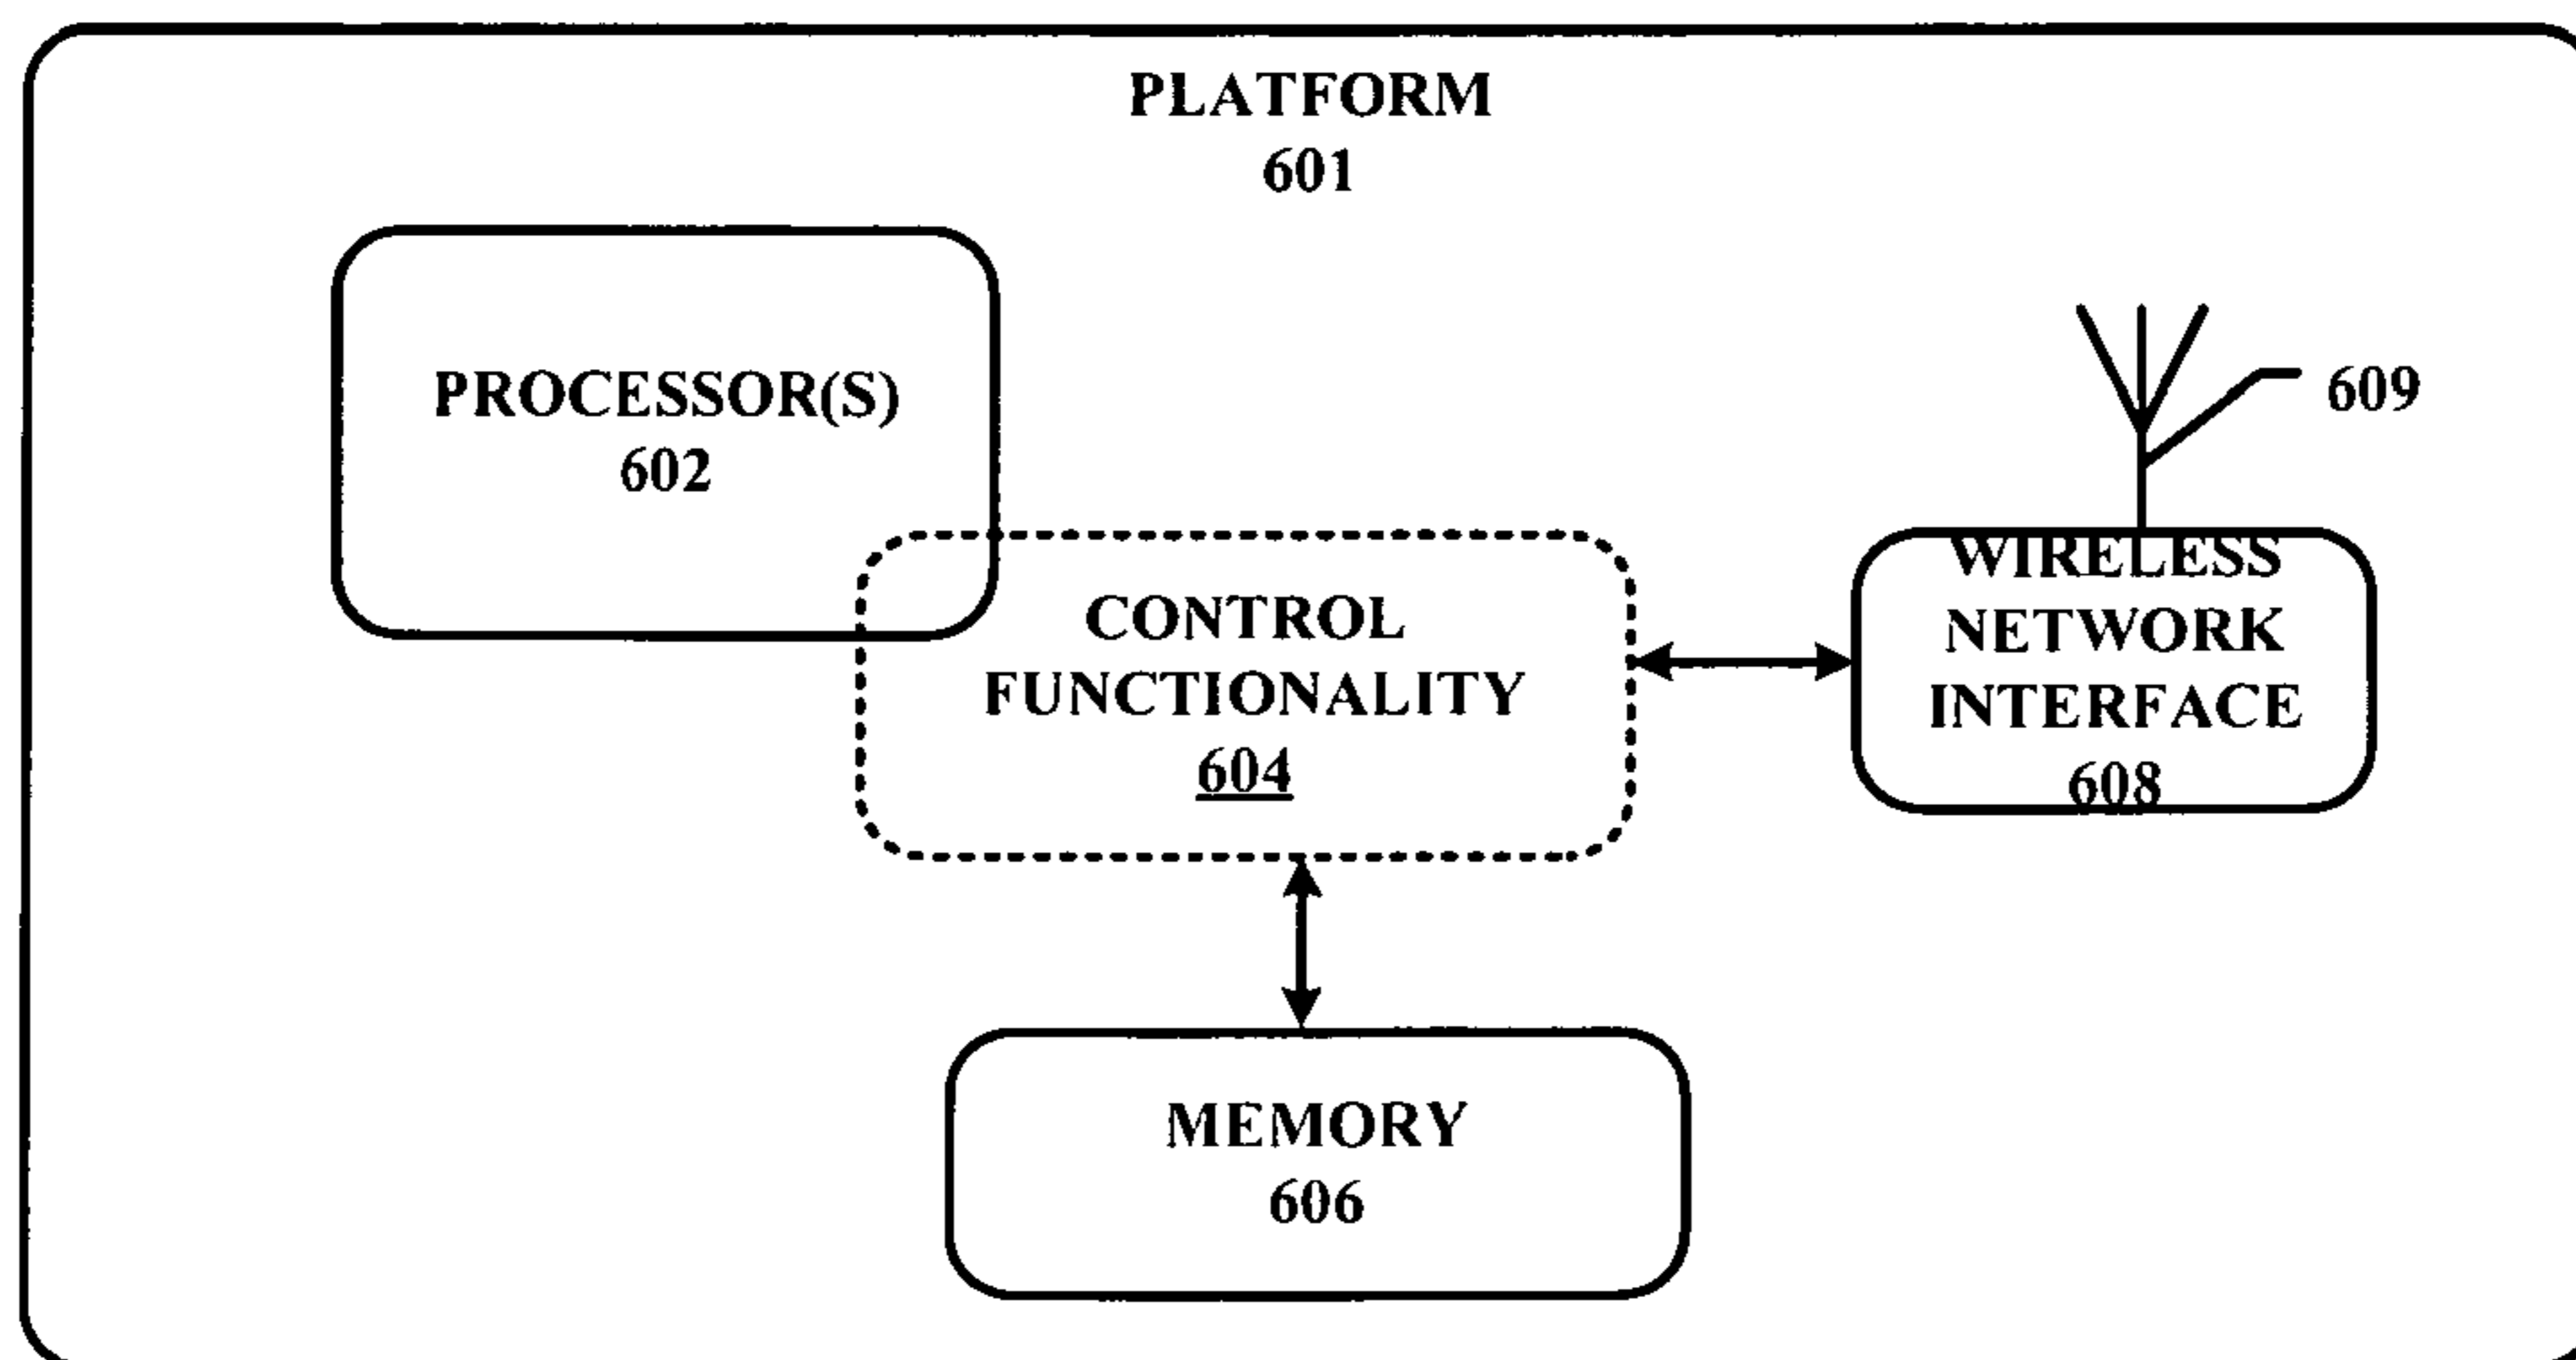 PLATFORM
601
PROCESSOR(S)
602
609
CONTROL
FUNCTIONALITY
604
WIRELESS
NETWORK
INTERFACE
608
MEMORY
606